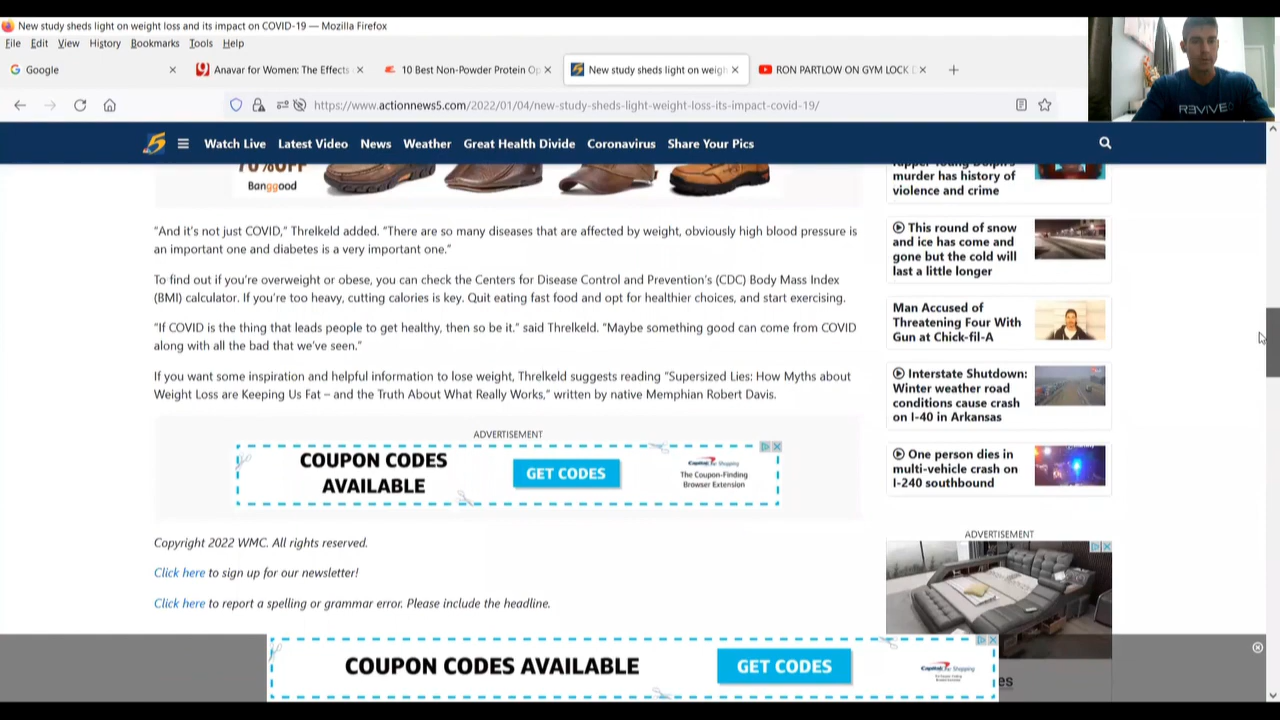 New study sheds light on weight loss and its impact on COVID-19 — Mozilla Firefox
File Edit View History Bookmarks Tools Help
Google
Anavar for Women: The Effects
10 Best Non-Powder Protein Op
New study sheds light on weigh
RON PARTLOW ON GYM LOCK
https://www.actionnews5.com/2022/01/04/new-study-sheds-light-weight-loss-its-impact-covid-19/
REVIVE
5 Watch Live Latest Video News Weather Great Health Divide Coronavirus Share Your Pics
70%OFF
Banggood
“And it’s not just COVID,” Threlkeld added. “There are so many diseases that are affected by weight, obviously high blood pressure is
an important one and diabetes is a very important one.”
To find out if you’re overweight or obese, you can check the Centers for Disease Control and Prevention’s (CDC) Body Mass Index
(BMI) calculator. If you’re too heavy, cutting calories is key. Quit eating fast food and opt for healthier choices, and start exercising.
“If COVID is the thing that leads people to get healthy, then so be it.” said Threlkeld. “Maybe something good can come from COVID
along with all the bad that we’ve seen.”
If you want some inspiration and helpful information to lose weight, Threlkeld suggests reading “Supersized Lies: How Myths about
Weight Loss are Keeping Us Fat – and the Truth About What Really Works,” written by native Memphian Robert Davis.
ADVERTISEMENT
COUPON CODES
AVAILABLE
GET CODES
Capital One Shopping
The Coupon-Finding
Browser Extension
Copyright 2022 WMC. All rights reserved.
Click here to sign up for our newsletter!
Click here to report a spelling or grammar error. Please include the headline.
murder has history of
violence and crime
This round of snow
and ice has come and
gone but the cold will
last a little longer
Man Accused of
Threatening Four With
Gun at Chick-fil-A
Interstate Shutdown:
Winter weather road
conditions cause crash
on I-40 in Arkansas
One person dies in
multi-vehicle crash on
I-240 southbound
ADVERTISEMENT
COUPON CODES AVAILABLE
GET CODES
Capital One Shopping
es